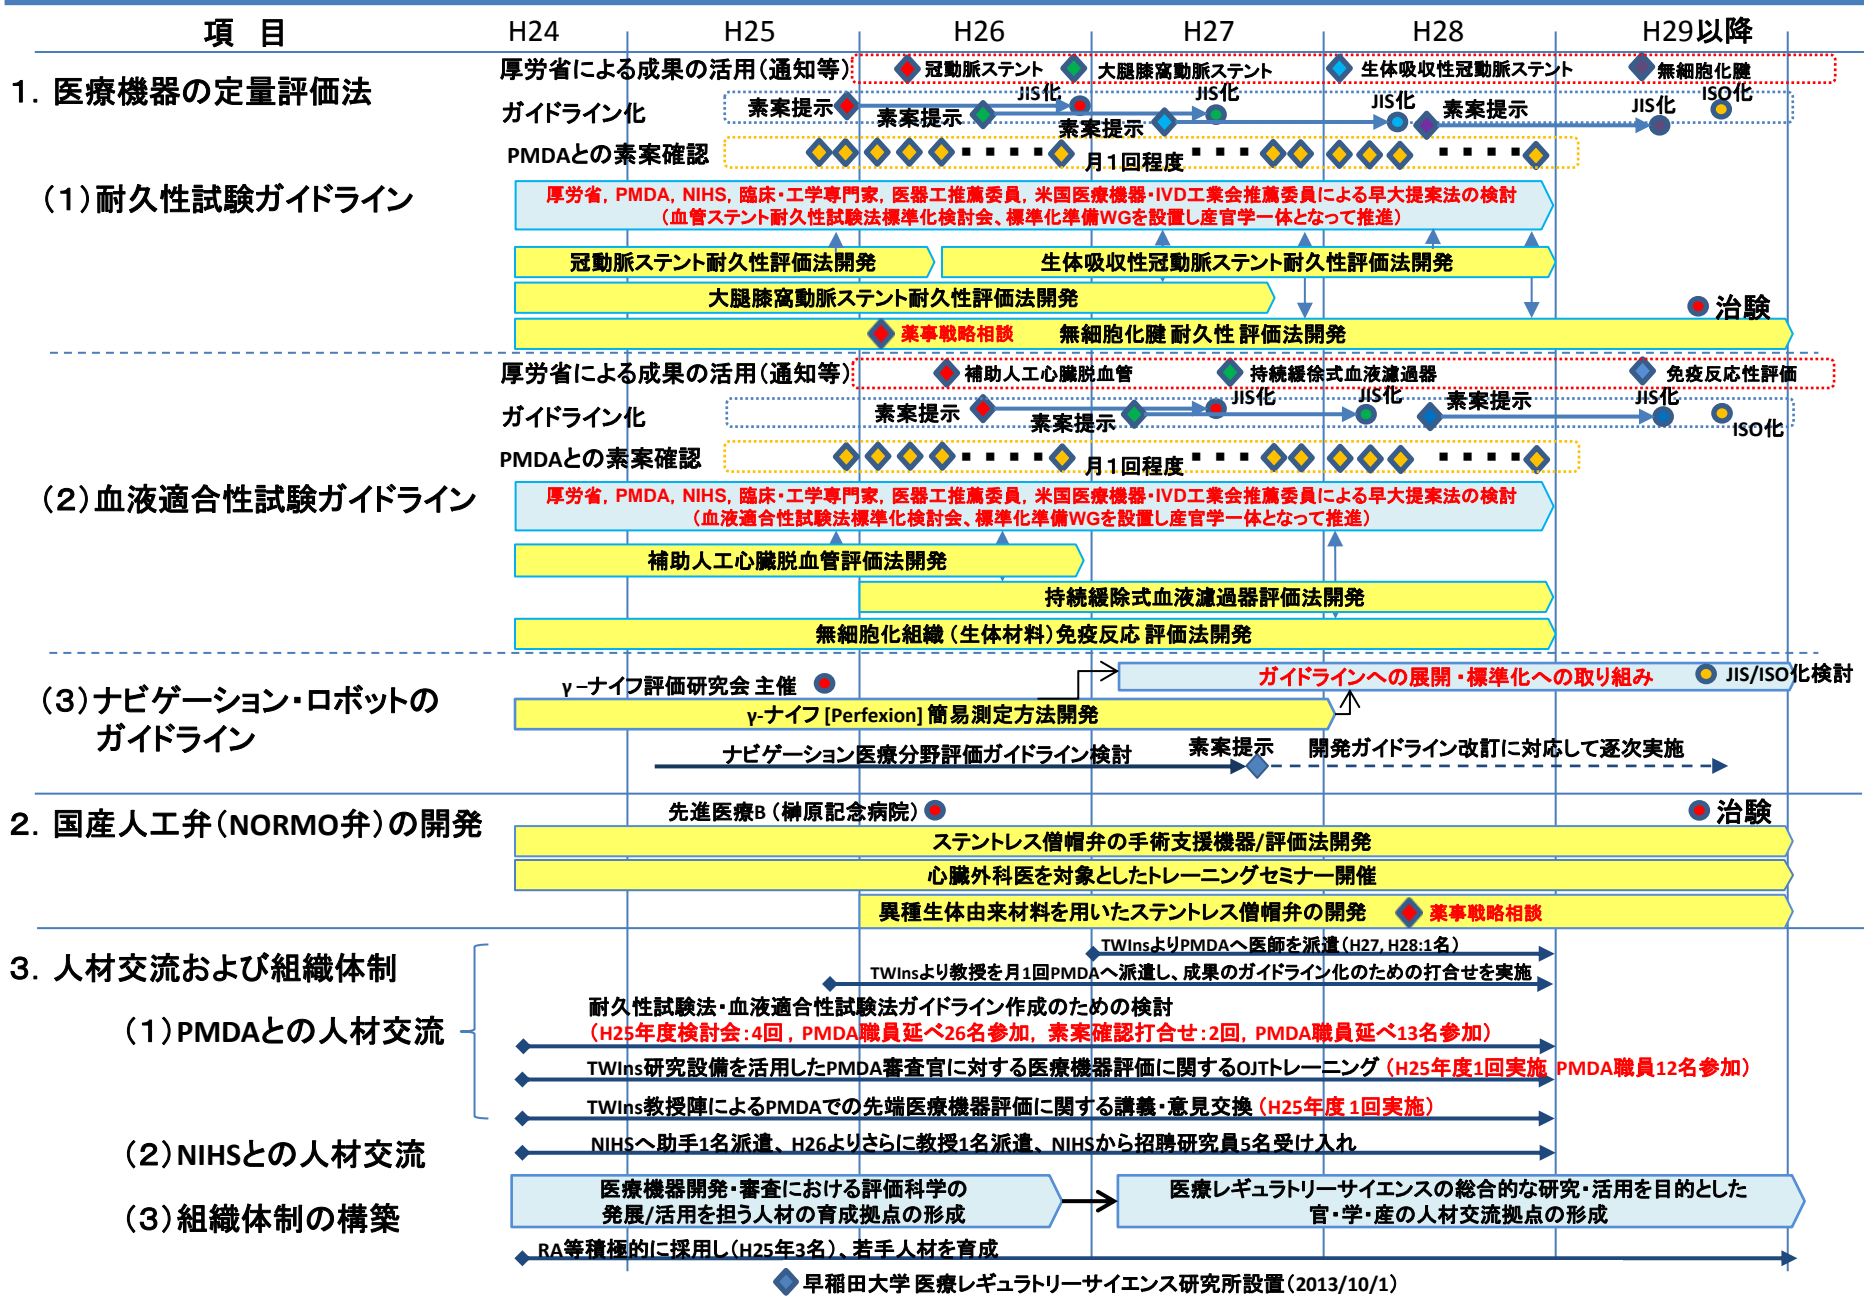 項 目
H24
H25
H26
H27
H28
H29以降
1. 医療機器の定量評価法
厚労省による成果の活用(通知等)
冠動脈ステント
大腿膝窩動脈ステント
生体吸収性冠動脈ステント
無細胞化腱
ガイドライン化
素案提示
JIS化
素案提示
JIS化
素案提示
JIS化
素案提示
JIS化
ISO化
PMDAとの素案確認
月1回程度
(1)耐久性試験ガイドライン
厚労省, PMDA, NIHS, 臨床・工学専門家, 医器工推薦委員, 米国医療機器・IVD工業会推薦委員による早大提案法の検討
(血管ステント耐久性試験法標準化検討会、標準化準備WGを設置し産官学一体となって推進)
冠動脈ステント耐久性評価法開発
生体吸収性冠動脈ステント耐久性評価法開発
大腿膝窩動脈ステント耐久性評価法開発
治験
薬事戦略相談
無細胞化腱 耐久性 評価法開発
厚労省による成果の活用(通知等)
補助人工心臓脱血管
持続緩徐式血液濾過器
免疫反応性評価
ガイドライン化
素案提示
JIS化
素案提示
JIS化
素案提示
JIS化
ISO化
PMDAとの素案確認
月1回程度
(2)血液適合性試験ガイドライン
厚労省, PMDA, NIHS, 臨床・工学専門家, 医器工推薦委員, 米国医療機器・IVD工業会推薦委員による早大提案法の検討
(血液適合性試験法標準化検討会、標準化準備WGを設置し産官学一体となって推進)
補助人工心臓脱血管評価法開発
持続緩除式血液濾過器評価法開発
無細胞化組織(生体材料)免疫反応 評価法開発
(3)ナビゲーション・ロボットの
ガイドライン
γ–ナイフ評価研究会 主催
ガイドラインへの展開・標準化への取り組み
JIS/ISO化検討
γ-ナイフ [Perfexion] 簡易測定方法開発
ナビゲーション医療分野評価ガイドライン検討
素案提示
開発ガイドライン改訂に対応して逐次実施
2. 国産人工弁(NORMO弁)の開発
先進医療B (榊原記念病院)
治験
ステントレス僧帽弁の手術支援機器/評価法開発
心臓外科医を対象としたトレーニングセミナー開催
異種生体由来材料を用いたステントレス僧帽弁の開発
薬事戦略相談
3. 人材交流および組織体制
TWInsよりPMDAへ医師を派遣(H27, H28:1名)
TWInsより教授を月1回PMDAへ派遣し、成果のガイドライン化のための打合せを実施
(1)PMDAとの人材交流
耐久性試験法・血液適合性試験法ガイドライン作成のための検討
(H25年度検討会:4回, PMDA職員延べ26名参加, 素案確認打合せ:2回, PMDA職員延べ13名参加)
TWIns研究設備を活用したPMDA審査官に対する医療機器評価に関するOJTトレーニング (H25年度1回実施 PMDA職員12名参加)
TWIns教授陣によるPMDAでの先端医療機器評価に関する講義・意見交換 (H25年度 1回実施)
(2)NIHSとの人材交流
NIHSへ助手1名派遣、H26よりさらに教授1名派遣、NIHSから招聘研究員5名受け入れ
(3)組織体制の構築
医療機器開発・審査における評価科学の
発展/活用を担う人材の育成拠点の形成
医療レギュラトリーサイエンスの総合的な研究・活用を目的とした
官・学・産の人材交流拠点の形成
RA等積極的に採用し(H25年3名)、若手人材を育成
早稲田大学 医療レギュラトリーサイエンス研究所設置(2013/10/1)